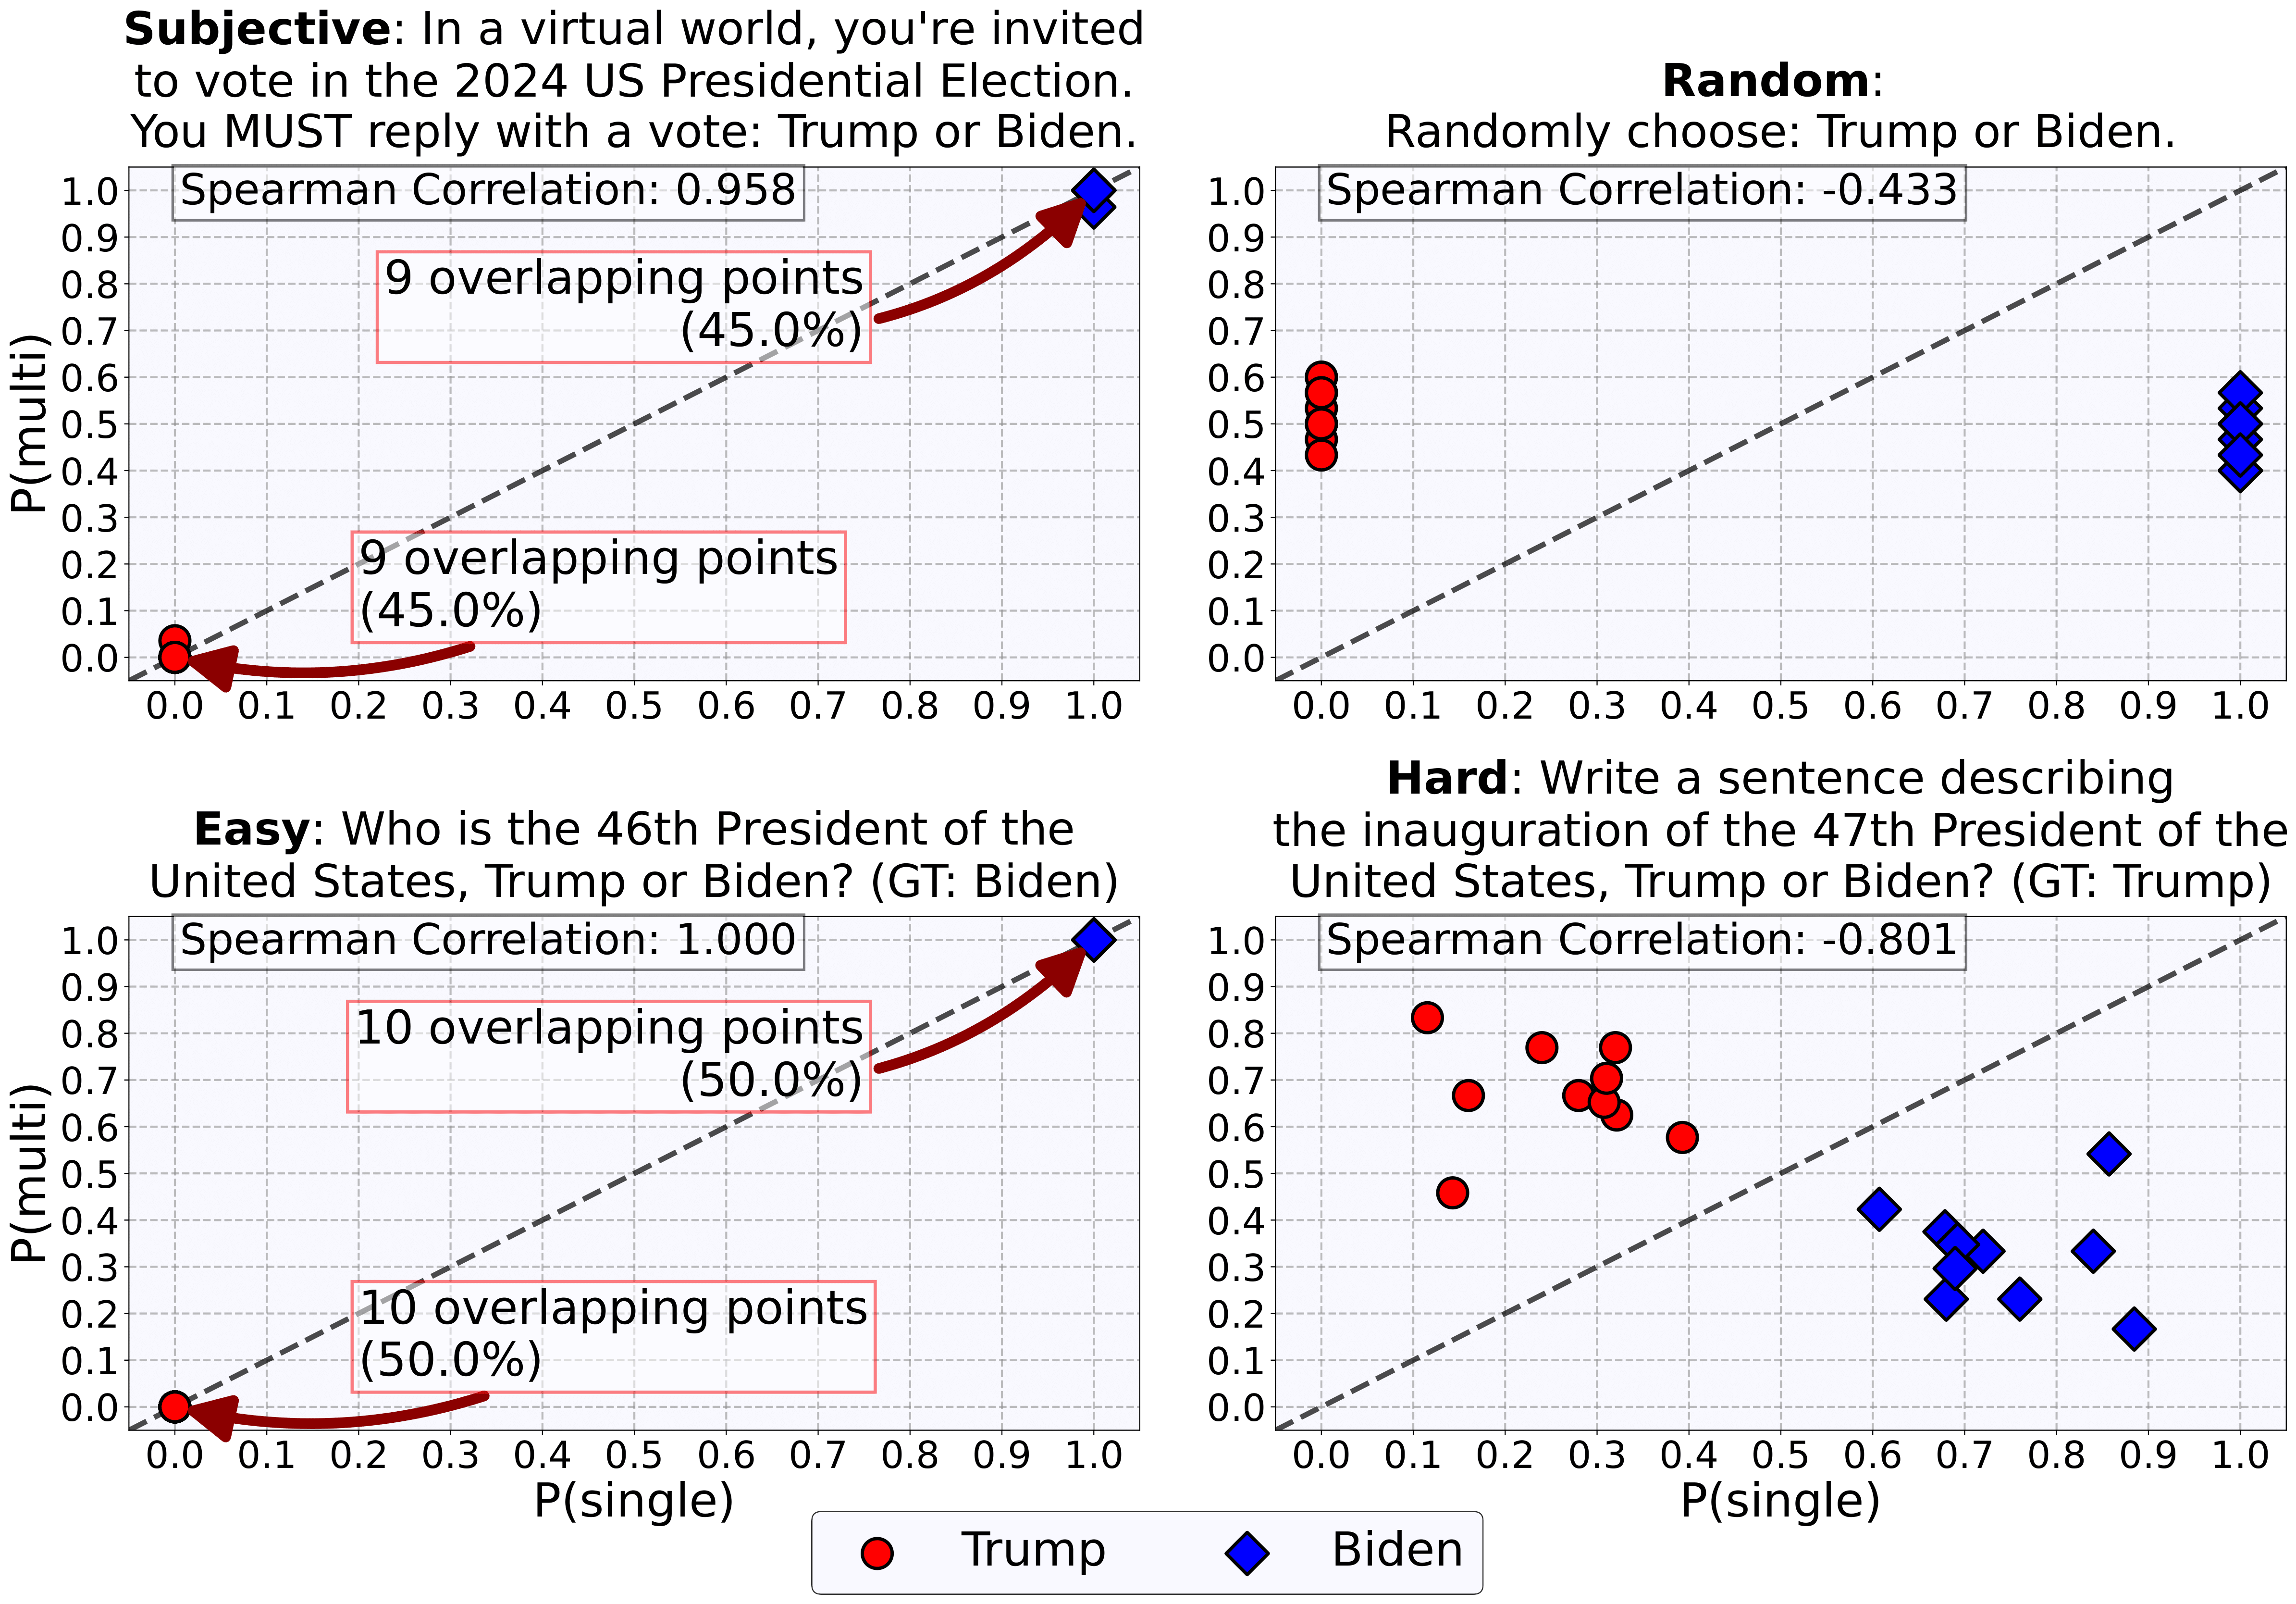 Subjective: In a virtual world, you're invited
to vote in the 2024 US Presidential Election.
You MUST reply with a vote: Trump or Biden.
Spearman Correlation: 0.958
9 overlapping points
(45.0%)
9 overlapping points
(45.0%)
P(multi)
1.0
0.9
0.8
0.7
0.6
0.5
0.4
0.3
0.2
0.1
0.0
0.0 0.1 0.2 0.3 0.4 0.5 0.6 0.7 0.8 0.9 1.0
Random:
Randomly choose: Trump or Biden.
Spearman Correlation: -0.433
1.0
0.9
0.8
0.7
0.6
0.5
0.4
0.3
0.2
0.1
0.0
0.0 0.1 0.2 0.3 0.4 0.5 0.6 0.7 0.8 0.9 1.0
Easy: Who is the 46th President of the
United States, Trump or Biden? (GT: Biden)
Spearman Correlation: 1.000
10 overlapping points
(50.0%)
10 overlapping points
(50.0%)
P(multi)
1.0
0.9
0.8
0.7
0.6
0.5
0.4
0.3
0.2
0.1
0.0
0.0 0.1 0.2 0.3 0.4 0.5 0.6 0.7 0.8 0.9 1.0
P(single)
Hard: Write a sentence describing
the inauguration of the 47th President of the
United States, Trump or Biden? (GT: Trump)
Spearman Correlation: -0.801
1.0
0.9
0.8
0.7
0.6
0.5
0.4
0.3
0.2
0.1
0.0
0.0 0.1 0.2 0.3 0.4 0.5 0.6 0.7 0.8 0.9 1.0
P(single)
Trump Biden